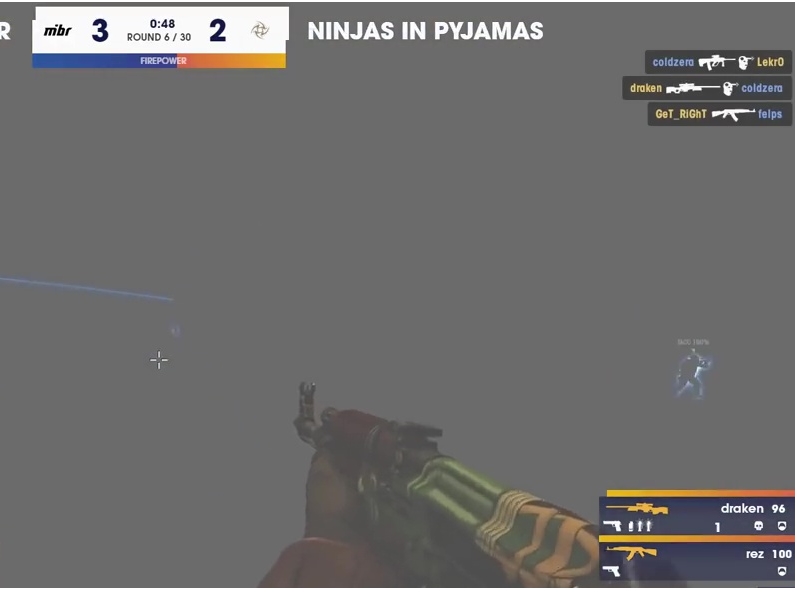 R
mibr 3 0:48 2 NINJAS IN PYJAMAS
ROUND 6 / 30
FIREPOWER
coldzera Lekr0
draken coldzera
GeT_RiGhT felps
draken 96
1
rez 100